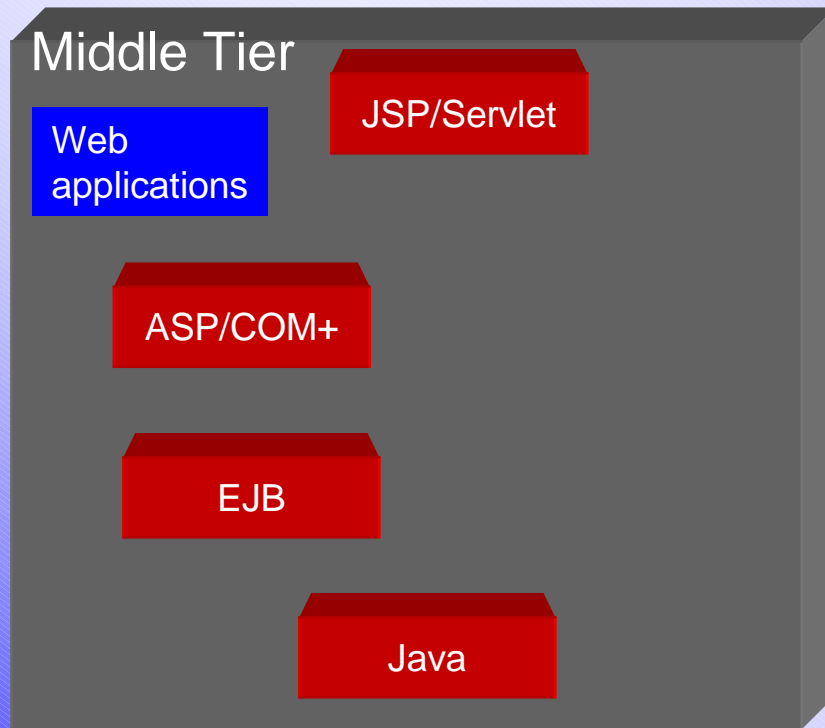 Middle Tier
JSP/Servlet
Web
applications
ASP/COM+
EJB
Java